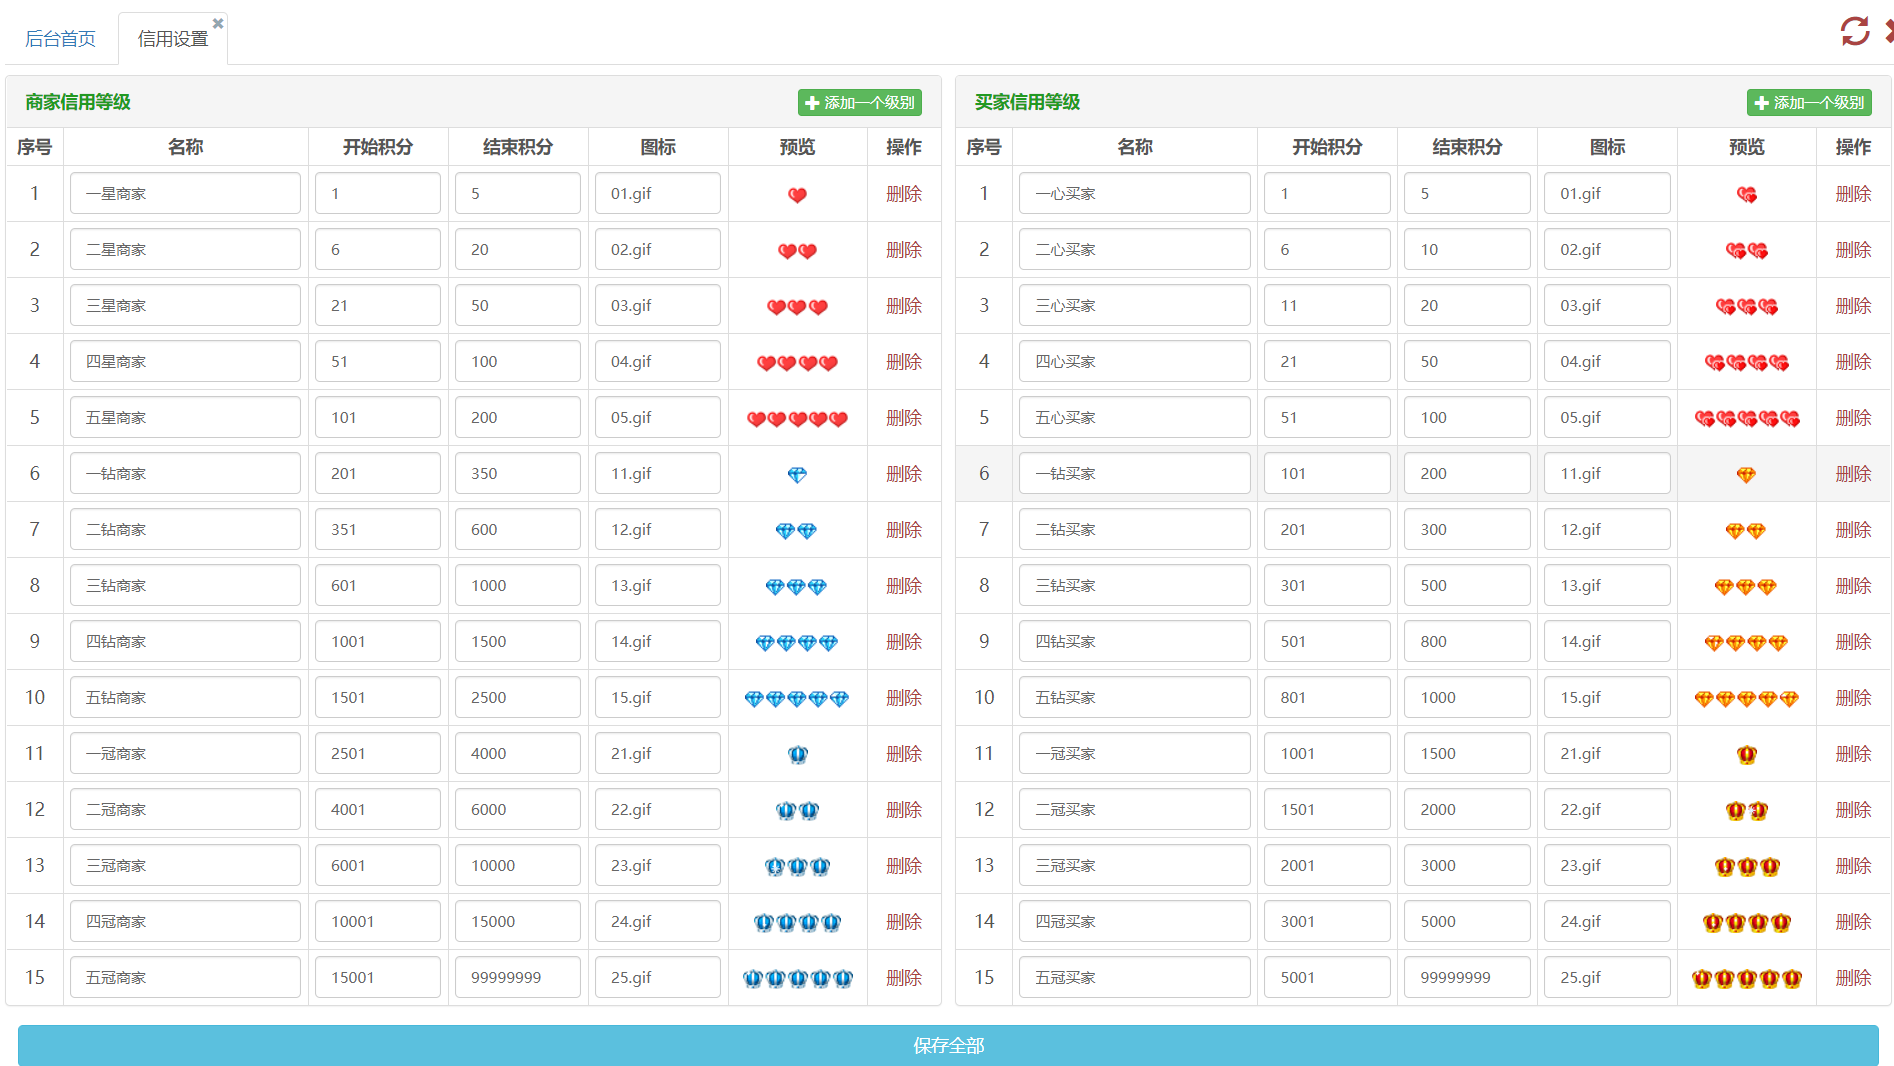 后台首页 信用设置
商家信用等级 添加一个级别
序号 名称 开始积分 结束积分 图标 预览 操作
1 一星商家 1 5 01.gif 删除
2 二星商家 6 20 02.gif 删除
3 三星商家 21 50 03.gif 删除
4 四星商家 51 100 04.gif 删除
5 五星商家 101 200 05.gif 删除
6 一钻商家 201 350 11.gif 删除
7 二钻商家 351 600 12.gif 删除
8 三钻商家 601 1000 13.gif 删除
9 四钻商家 1001 1500 14.gif 删除
10 五钻商家 1501 2500 15.gif 删除
11 一冠商家 2501 4000 21.gif 删除
12 二冠商家 4001 6000 22.gif 删除
13 三冠商家 6001 10000 23.gif 删除
14 四冠商家 10001 15000 24.gif 删除
15 五冠商家 15001 99999999 25.gif 删除
买家信用等级 添加一个级别
序号 名称 开始积分 结束积分 图标 预览 操作
1 一心买家 1 5 01.gif 删除
2 二心买家 6 10 02.gif 删除
3 三心买家 11 20 03.gif 删除
4 四心买家 21 50 04.gif 删除
5 五心买家 51 100 05.gif 删除
6 一钻买家 101 200 11.gif 删除
7 二钻买家 201 300 12.gif 删除
8 三钻买家 301 500 13.gif 删除
9 四钻买家 501 800 14.gif 删除
10 五钻买家 801 1000 15.gif 删除
11 一冠买家 1001 1500 21.gif 删除
12 二冠买家 1501 2000 22.gif 删除
13 三冠买家 2001 3000 23.gif 删除
14 四冠买家 3001 5000 24.gif 删除
15 五冠买家 5001 99999999 25.gif 删除
保存全部